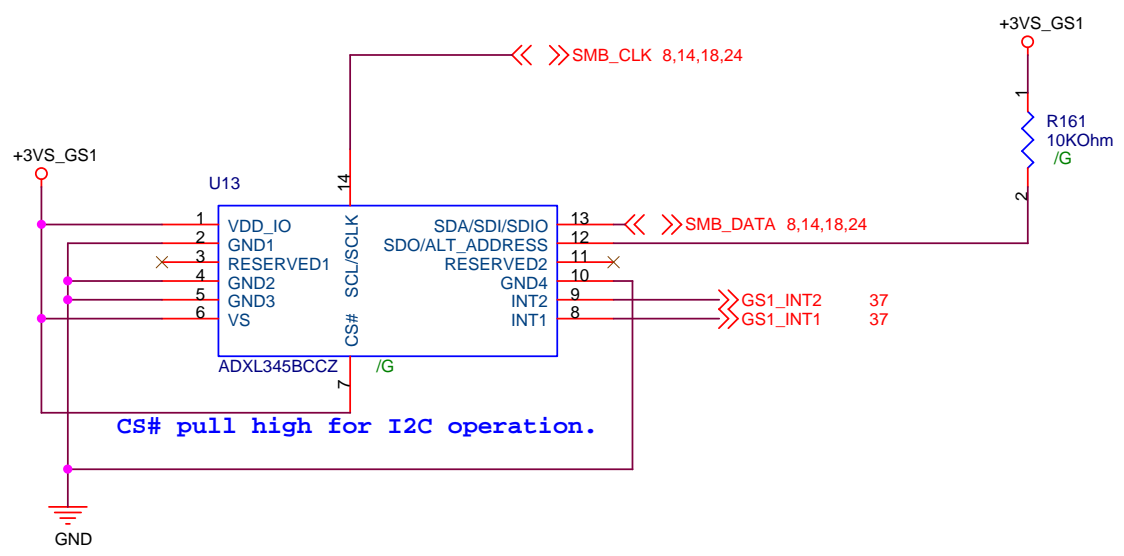 +3VS_GS1
SMB_CLK 8,14,18,24
1
R161
10KOhm
/G
2
+3VS_GS1
U13
14
1 VDD_IO
2 GND1
3 RESERVED1
4 GND2
5 GND3
6 VS
SCL/SCLK
CS#
SDA/SDI/SDIO 13
SMB_DATA 8,14,18,24
SDO/ALT_ADDRESS 12
RESERVED2 11
GND4 10
INT2 9
GS1_INT2 37
INT1 8
GS1_INT1 37
ADXL345BCCZ /G
7
CS# pull high for I2C operation.
GND